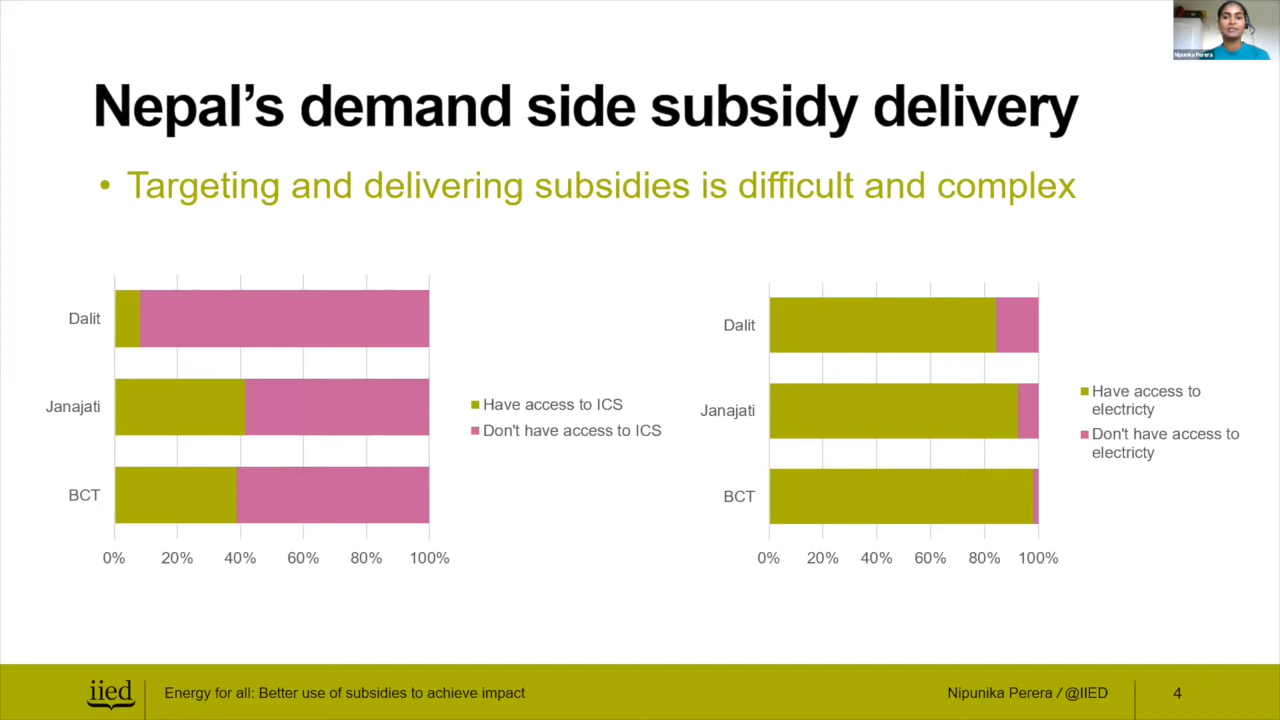 Nipunika Perera
Nepal's demand side subsidy delivery
• Targeting and delivering subsidies is difficult and complex
Dalit
Janajati
BCT
0% 20% 40% 60% 80% 100%
Have access to ICS
Don't have access to ICS
Dalit
Janajati
BCT
0% 20% 40% 60% 80% 100%
Have access to
electricty
Don't have access to
electricty
iied
Energy for all: Better use of subsidies to achieve impact
Nipunika Perera / @IIED
4